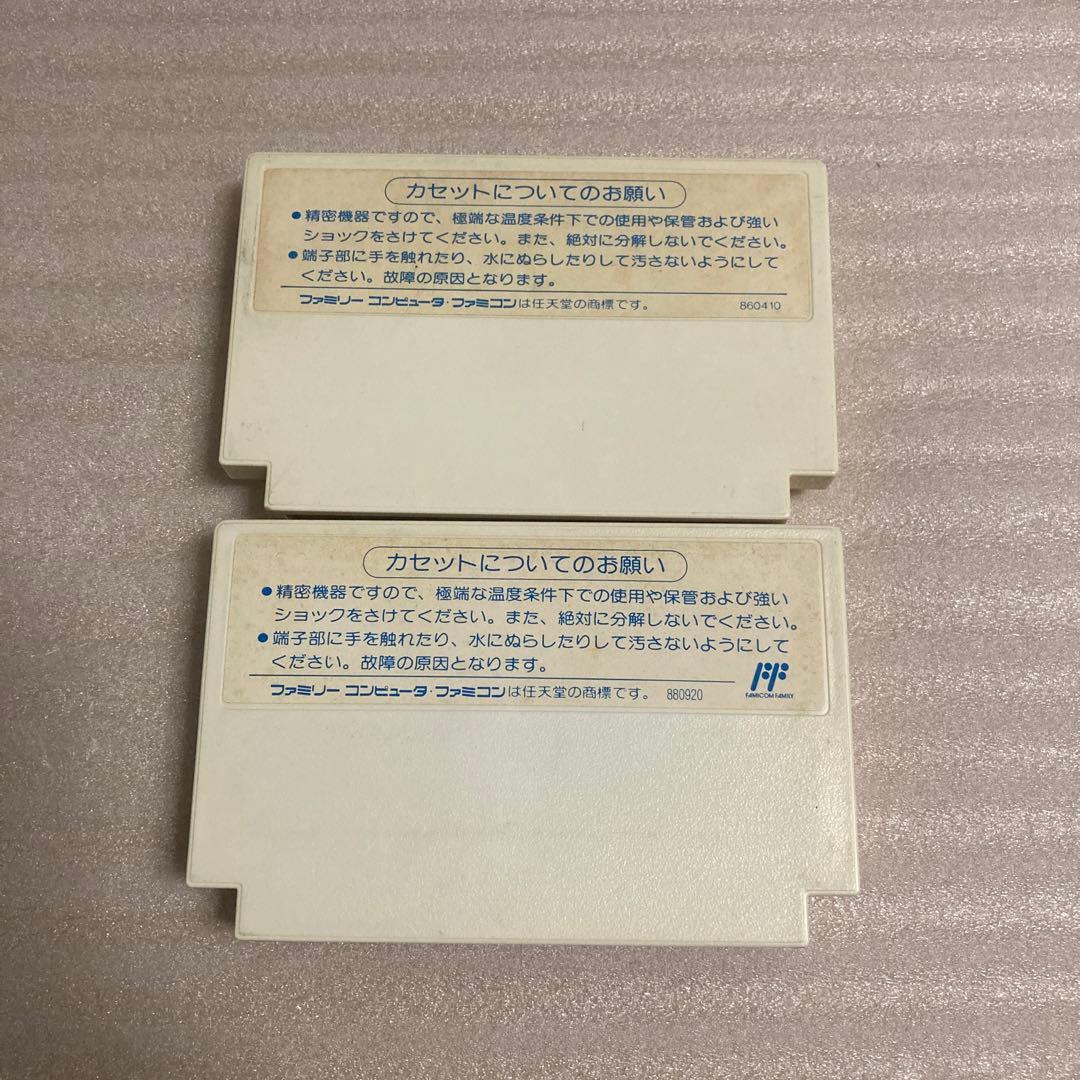 カセットについてのお願い
●精密機器ですので、極端な温度条件下での使用や保管および強い
ショックをさけてください。また、絶対に分解しないでください。
●端子部に手を触れたり、水にぬらしたりして汚さないようにして
ください。故障の原因となります。
ファミリー コンピュータ・ファミコンは任天堂の商標です。 860410
カセットについてのお願い
●精密機器ですので、極端な温度条件下での使用や保管および強い
ショックをさけてください。また、絶対に分解しないでください。
●端子部に手を触れたり、水にぬらしたりして汚さないようにして
ください。故障の原因となります。
ファミリー コンピュータ・ファミコンは任天堂の商標です。 880920
FAMICOM FAMILY